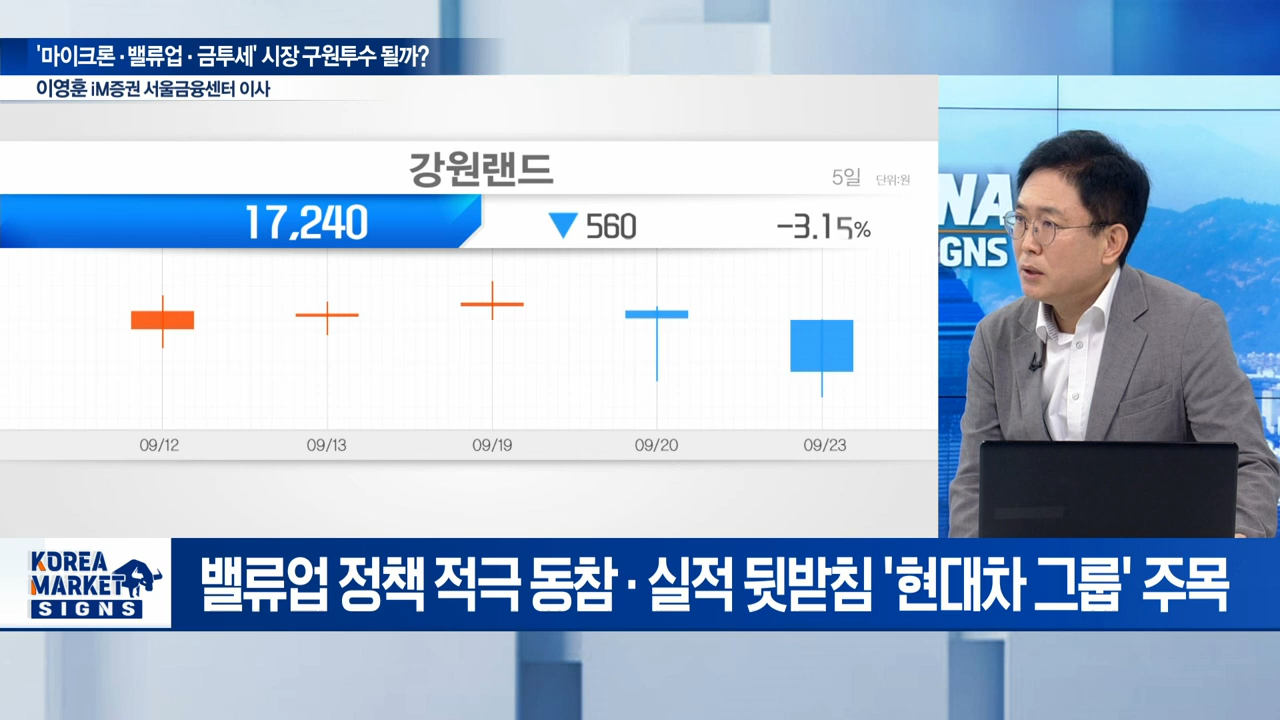 '마이크론·밸류업·금투세' 시장 구원투수 될까?
이영훈 iM증권 서울금융센터 이사
강원랜드
5일 단위:원
17,240 ▼ 560 -3.15%
09/12 09/13 09/19 09/20 09/23
NA
GNS
KOREA
MARKET
SIGNS
밸류업 정책 적극 동참·실적 뒷받침 '현대차 그룹' 주목